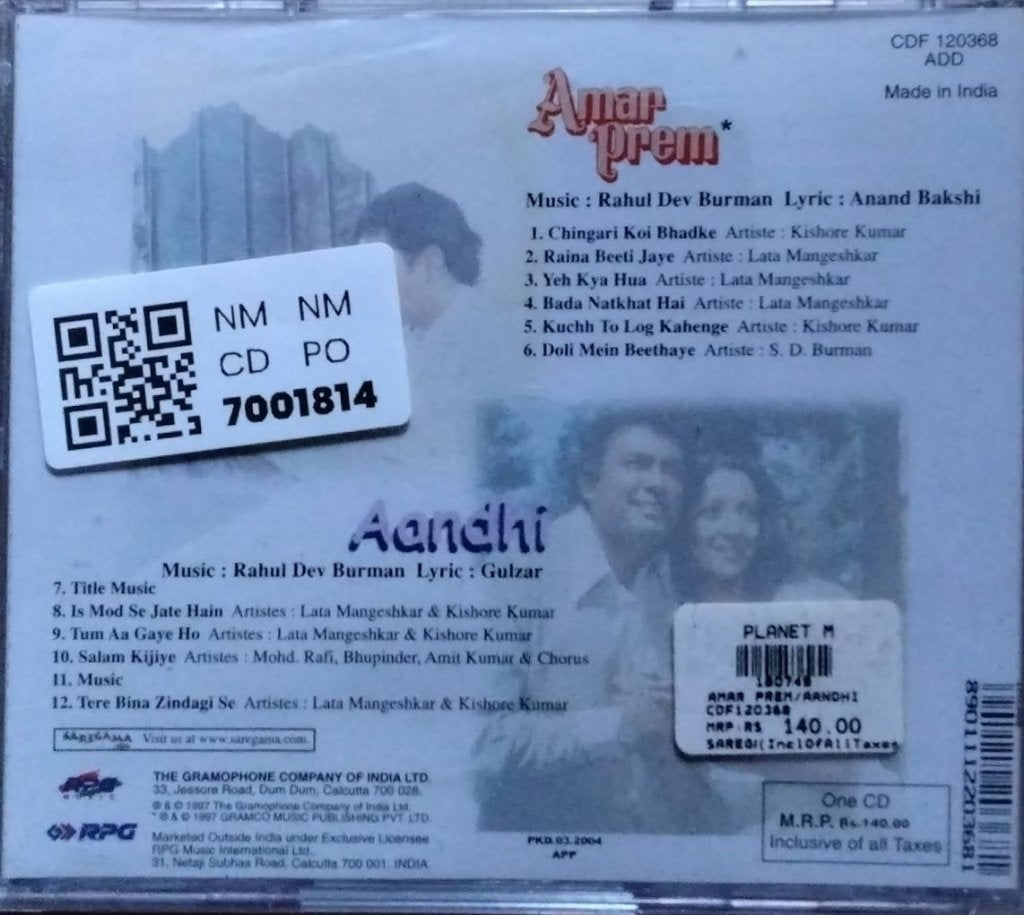 CDF 120368
ADD
Made in India
Amar
Prem*
Music : Rahul Dev Burman Lyric : Anand Bakshi
1. Chingari Koi Bhadke Artiste : Kishore Kumar
2. Raina Beeti Jaye Artiste : Lata Mangeshkar
3. Yeh Kya Hua Artiste : Lata Mangeshkar
4. Bada Natkhat Hai Artiste : Lata Mangeshkar
5. Kuchh To Log Kahenge Artiste : Kishore Kumar
6. Doli Mein Beethaye Artiste : S. D. Burman
NM NM
CD PO
7001814
Aandhi
Music : Rahul Dev Burman Lyric : Gulzar
7. Title Music
8. Is Mod Se Jate Hain Artistes : Lata Mangeshkar & Kishore Kumar
9. Tum Aa Gaye Ho Artistes : Lata Mangeshkar & Kishore Kumar
10. Salam Kijiye Artistes : Mohd. Rafi, Bhupinder, Amit Kumar & Chorus
11. Music
12. Tere Bina Zindagi Se Artistes : Lata Mangeshkar & Kishore Kumar
PLANET M
180748
AMAR PREM/AANDHI
CDF120368
MRP RS 140.00
SAREGI(InclOfAllTaxes
SAREGAMA Visit us at www.saregama.com.
THE GRAMOPHONE COMPANY OF INDIA LTD.
33, Jessore Road, Dum Dum, Calcutta 700 028.
℗ & © 1997 The Gramophone Company of India Ltd.
* ℗ & © 1997 GRAMCO MUSIC PUBLISHING PVT. LTD.
RPG
Marketed Outside India under Exclusive Licensee
RPG Music International Ltd.,
31, Netaji Subhas Road, Calcutta 700 001. INDIA
PKD.03.2004
APP
One CD
M.R.P. Rs.140.00
Inclusive of all Taxes
8901112203681